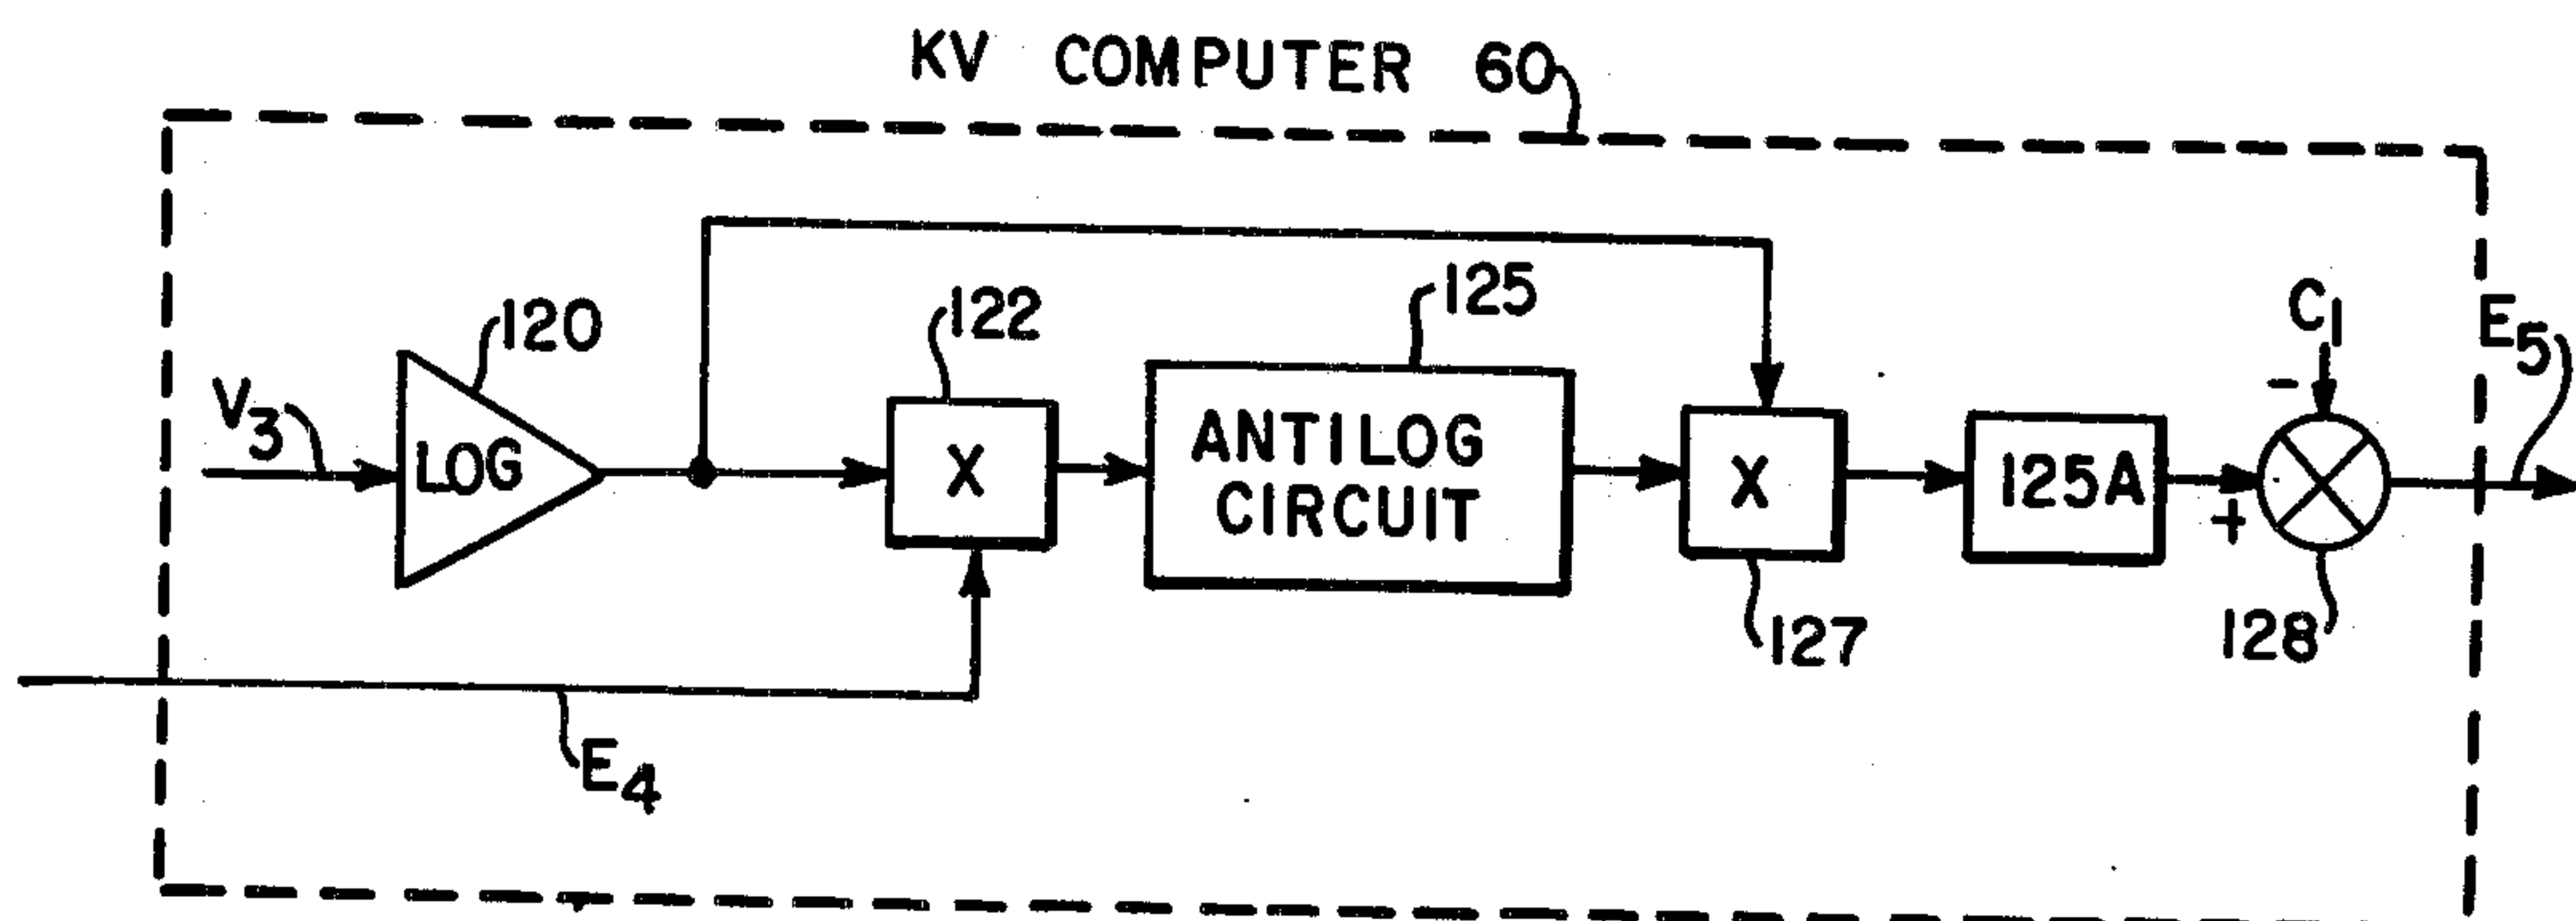 KV COMPUTER 60
120
122
125
C1
E5
V3
LOG
X
ANTILOG
CIRCUIT
X
125A
-
+
127
128
E4